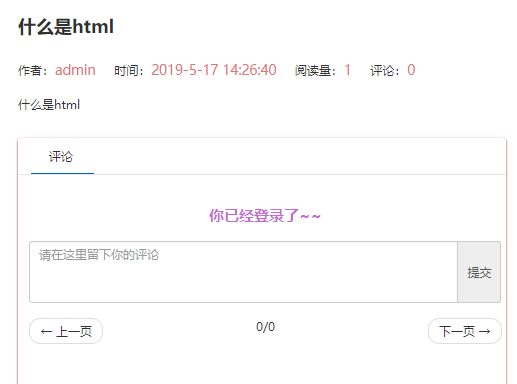 什么是html
作者：admin 时间：2019-5-17 14:26:40 阅读量：1 评论：0
什么是html
评论
你已经登录了~~
请在这里留下你的评论
提交
← 上一页 0/0 下一页 →